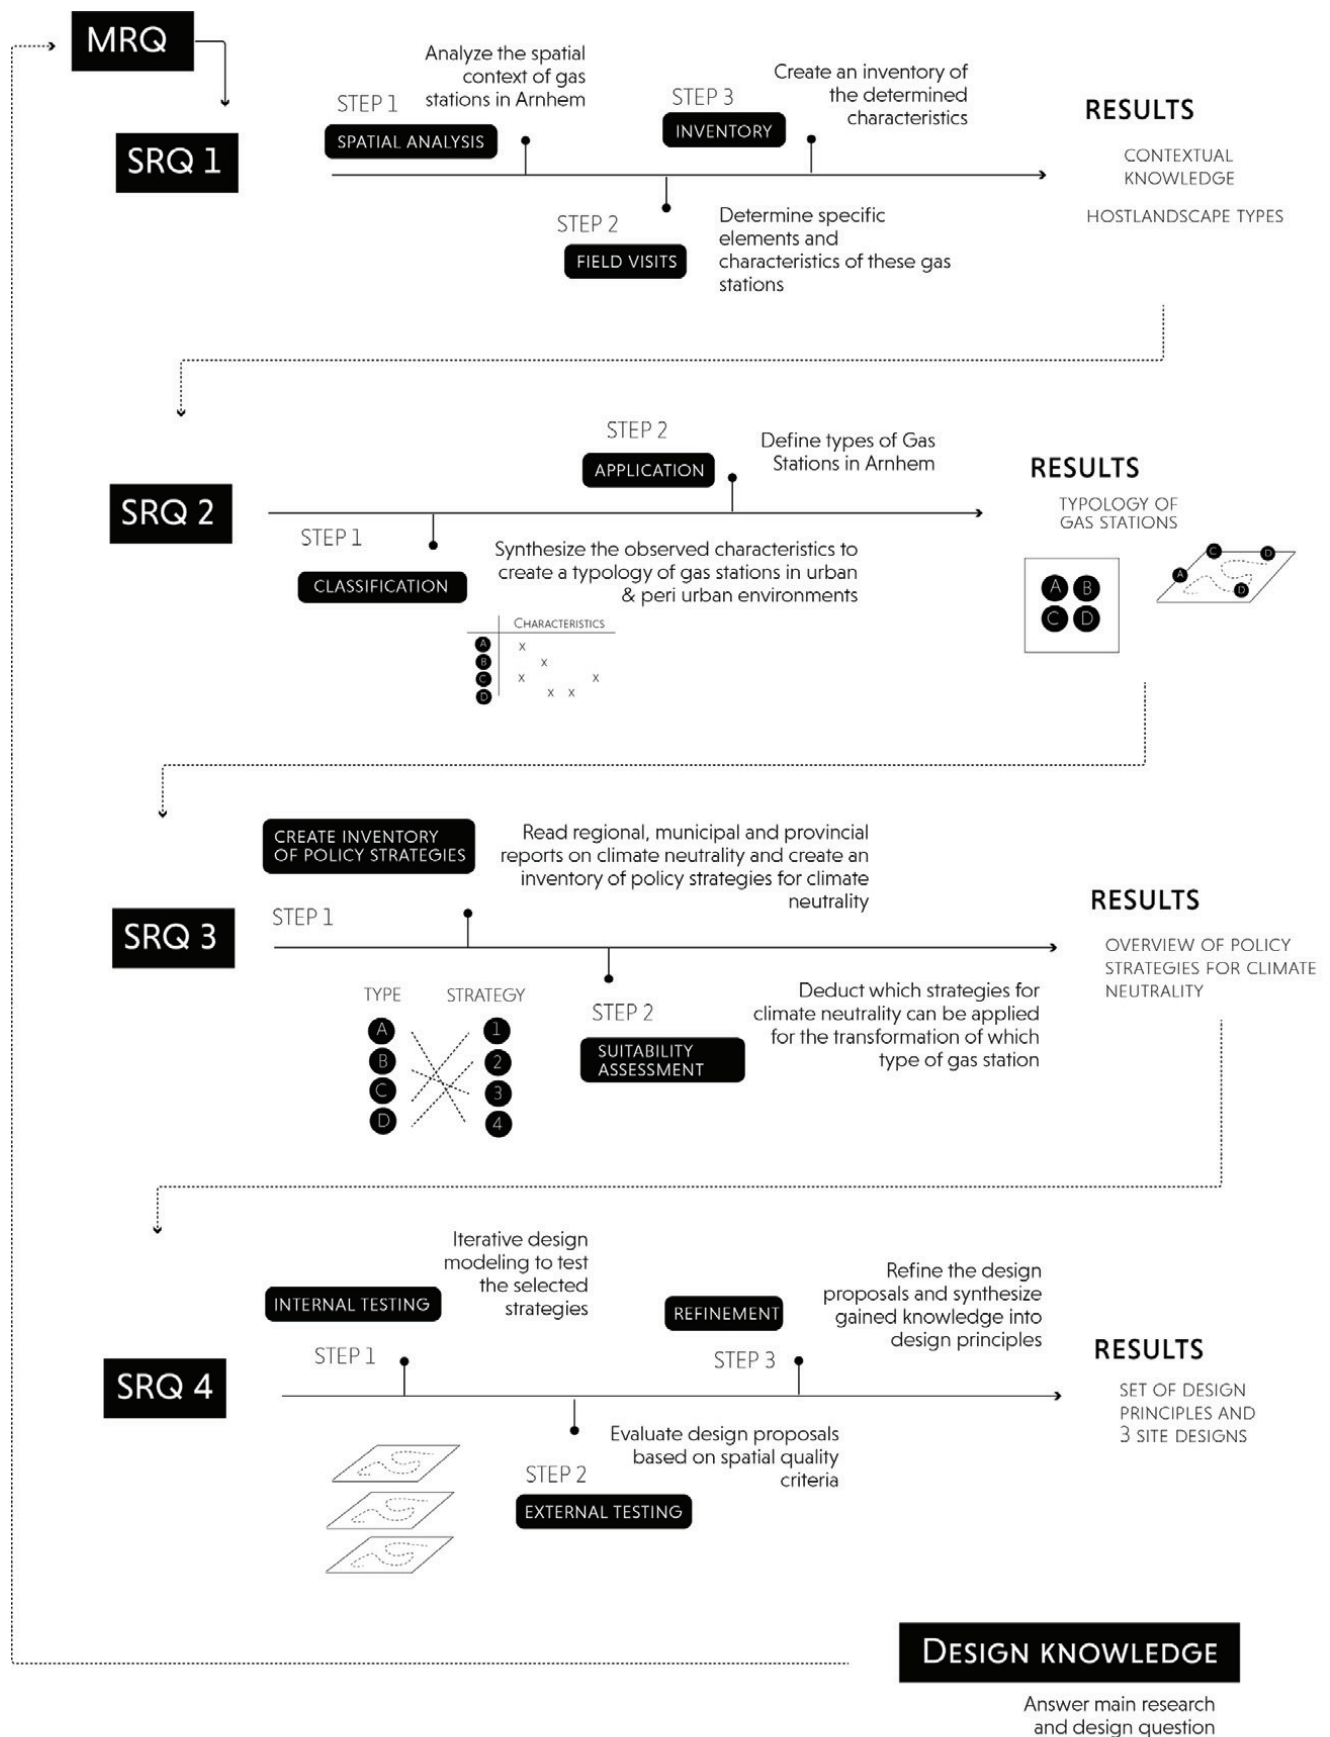 MRQ
SRQ 1
STEP 1
SPATIAL ANALYSIS
Analyze the spatial
context of gas
stations in Arnhem
STEP 2
FIELD VISITS
Determine specific
elements and
characteristics of these gas
stations
STEP 3
INVENTORY
Create an inventory of
the determined
characteristics
RESULTS
CONTEXTUAL
KNOWLEDGE
HOSTLANDSCAPE TYPES
SRQ 2
STEP 1
CLASSIFICATION
Synthesize the observed characteristics to
create a typology of gas stations in urban
& peri urban environments
CHARACTERISTICS
A x
B x
C x x
D x x
STEP 2
APPLICATION
Define types of Gas
Stations in Arnhem
RESULTS
TYPOLOGY OF
GAS STATIONS
A B
C D
C D
A
D
SRQ 3
CREATE INVENTORY
OF POLICY STRATEGIES
STEP 1
Read regional, municipal and provincial
reports on climate neutrality and create an
inventory of policy strategies for climate
neutrality
TYPE STRATEGY
A 1
B 2
C 3
D 4
STEP 2
SUITABILITY
ASSESSMENT
Deduct which strategies for
climate neutrality can be applied
for the transformation of which
type of gas station
RESULTS
OVERVIEW OF POLICY
STRATEGIES FOR CLIMATE
NEUTRALITY
SRQ 4
INTERNAL TESTING
STEP 1
Iterative design
modeling to test
the selected
strategies
STEP 2
EXTERNAL TESTING
Evaluate design proposals
based on spatial quality
criteria
REFINEMENT
STEP 3
Refine the design
proposals and synthesize
gained knowledge into
design principles
RESULTS
SET OF DESIGN
PRINCIPLES AND
3 SITE DESIGNS
DESIGN KNOWLEDGE
Answer main research
and design question